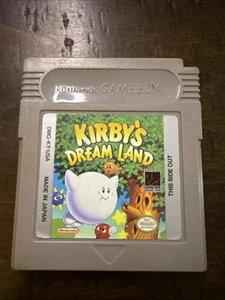 Nintendo GAME BOY
KIRBY'S
DREAM LAND
DMG-KY-USA
MADE IN JAPAN
THIS SIDE OUT
Nintendo